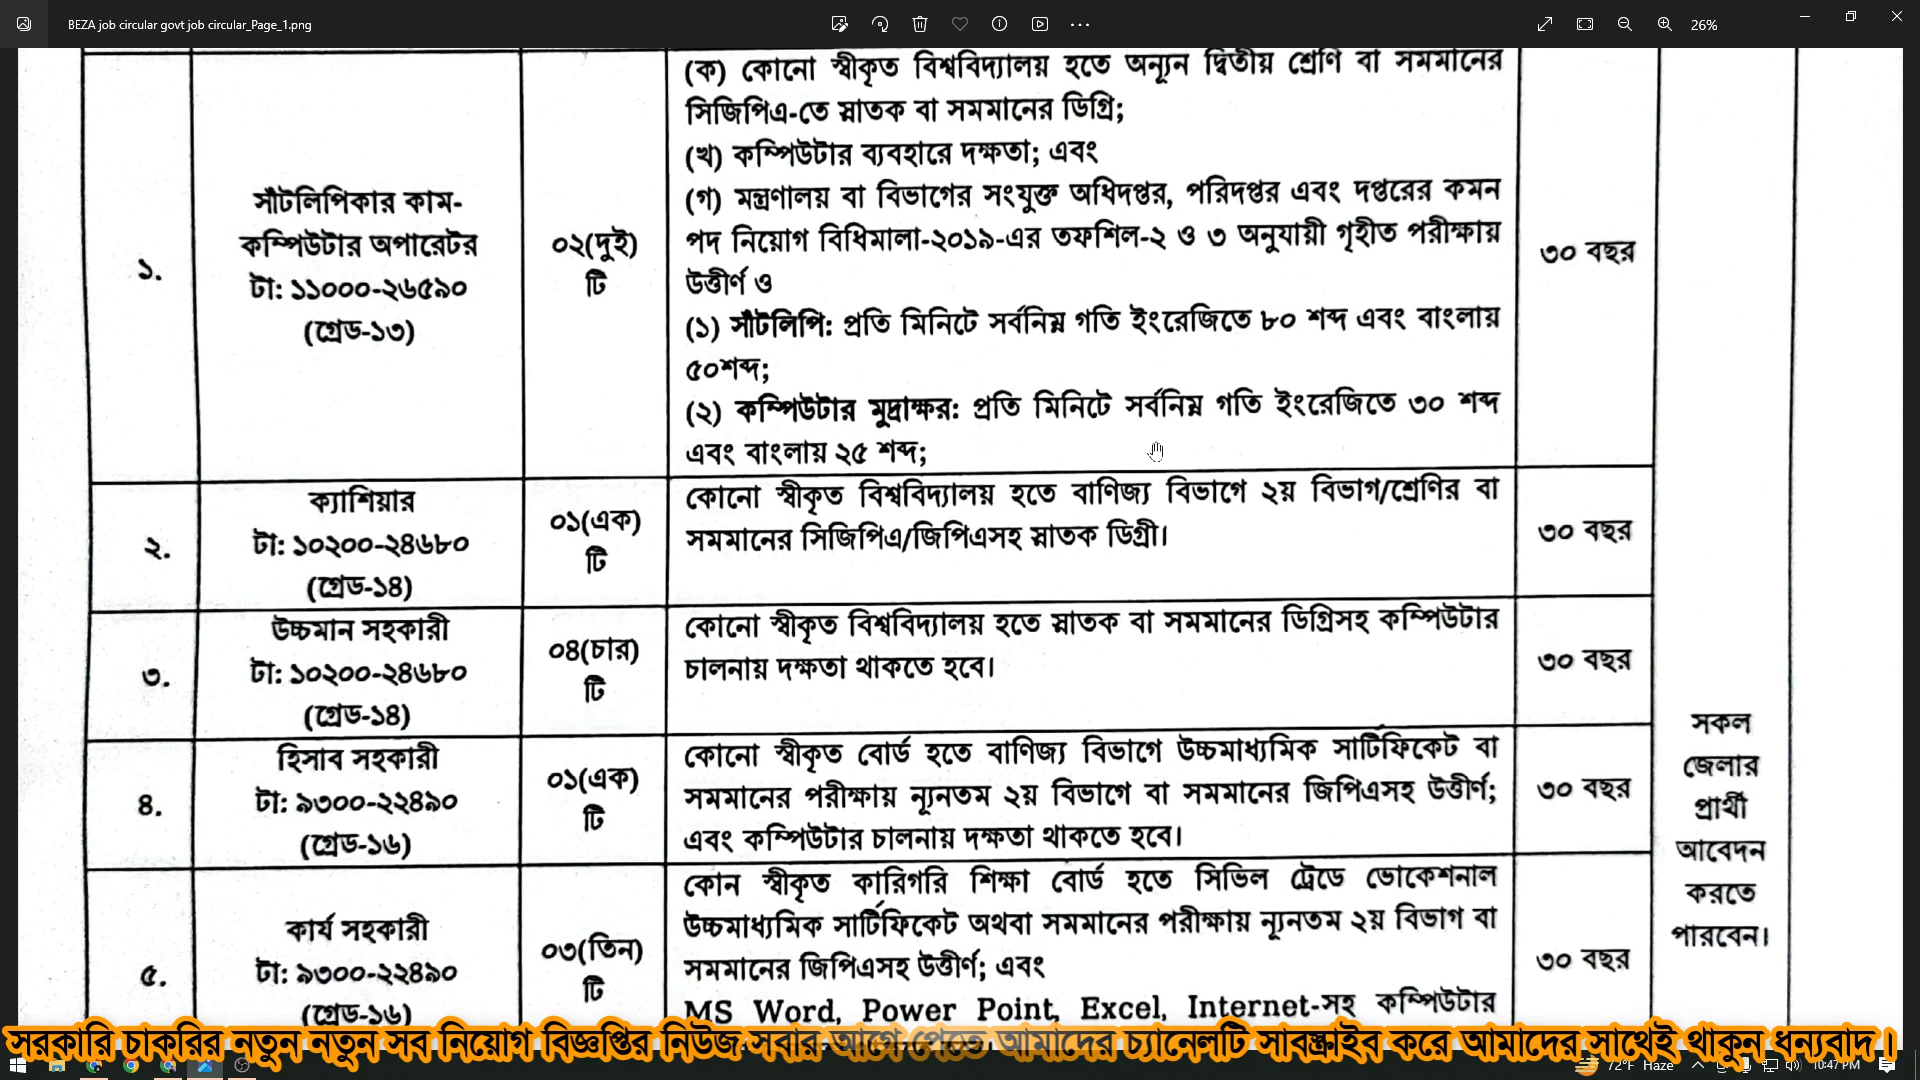 BEZA job circular govt job circular_Page_1.png
26%
(ক) কোনো স্বীকৃত বিশ্ববিদ্যালয় হতে অন্যূন দ্বিতীয় শ্রেণি বা সমমানের
সিজিপিএ-তে স্নাতক বা সমমানের ডিগ্রি;
(খ) কম্পিউটার ব্যবহারে দক্ষতা; এবং
(গ) মন্ত্রণালয় বা বিভাগের সংযুক্ত অধিদপ্তর, পরিদপ্তর এবং দপ্তরের কমন
পদ নিয়োগ বিধিমালা-২০১৯-এর তফশিল-২ ও ৩ অনুযায়ী গৃহীত পরীক্ষায়
উত্তীর্ণ ও
(১) সাঁটলিপি: প্রতি মিনিটে সর্বনিম্ন গতি ইংরেজিতে ৮০ শব্দ এবং বাংলায়
৫০শব্দ;
(২) কম্পিউটার মুদ্রাক্ষর: প্রতি মিনিটে সর্বনিম্ন গতি ইংরেজিতে ৩০ শব্দ
এবং বাংলায় ২৫ শব্দ;
১.
সাঁটলিপিকার কাম-
কম্পিউটার অপারেটর
টা: ১১০০০-২৬৫৯০
(গ্রেড-১৩)
০২(দুই)
টি
৩০ বছর
২.
ক্যাশিয়ার
টা: ১০২০০-২৪৬৮০
(গ্রেড-১৪)
০১(এক)
টি
কোনো স্বীকৃত বিশ্ববিদ্যালয় হতে বাণিজ্য বিভাগে ২য় বিভাগ/শ্রেণির বা
সমমানের সিজিপিএ/জিপিএসহ স্নাতক ডিগ্রী।
৩০ বছর
৩.
উচ্চমান সহকারী
টা: ১০২০০-২৪৬৮০
(গ্রেড-১৪)
০৪(চার)
টি
কোনো স্বীকৃত বিশ্ববিদ্যালয় হতে স্নাতক বা সমমানের ডিগ্রিসহ কম্পিউটার
চালনায় দক্ষতা থাকতে হবে।
৩০ বছর
৪.
হিসাব সহকারী
টা: ৯৩০০-২২৪৯০
(গ্রেড-১৬)
০১(এক)
টি
কোনো স্বীকৃত বোর্ড হতে বাণিজ্য বিভাগে উচ্চমাধ্যমিক সার্টিফিকেট বা
সমমানের পরীক্ষায় ন্যূনতম ২য় বিভাগে বা সমমানের জিপিএসহ উত্তীর্ণ;
এবং কম্পিউটার চালনায় দক্ষতা থাকতে হবে।
৩০ বছর
৫.
কার্য সহকারী
টা: ৯৩০০-২২৪৯০
(গ্রেড-১৬)
০৩(তিন)
টি
কোন স্বীকৃত কারিগরি শিক্ষা বোর্ড হতে সিভিল ট্রেডে ভোকেশনাল
উচ্চমাধ্যমিক সার্টিফিকেট অথবা সমমানের পরীক্ষায় ন্যূনতম ২য় বিভাগ বা
সমমানের জিপিএসহ উত্তীর্ণ; এবং
MS Word, Power Point, Excel, Internet-সহ কম্পিউটার
৩০ বছর
সকল
জেলার
প্রার্থী
আবেদন
করতে
পারবেন।
সরকারি চাকরির নতুন নতুন সব নিয়োগ বিজ্ঞপ্তির নিউজ সবার আগে পেতে আমাদের চ্যানেলটি সাবস্ক্রাইব করে আমাদের সাথেই থাকুন ধন্যবাদ।
72°F Haze
10:47 PM